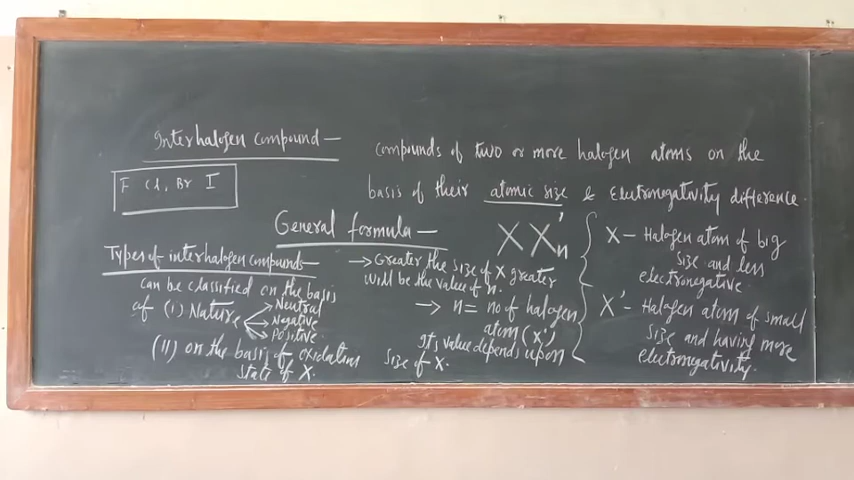 Interhalogen compound —
compounds of two or more halogen atoms on the
basis of their atomic size & Electronegativity difference.
F Cl, Br I
General formula —
XX'n
X — Halogen atom of big
size and less
electronegative.
X' - Halogen atom of small
size and having more
electronegativity.
→ Greater the size of X greater
will be the value of n.
→ n = no of halogen
atom (X')
It's value depends upon
size of X.
Types of interhalogen compounds —
can be classified on the basis
of (i) Nature
Neutral
Negative
Positive
(ii) on the basis of oxidation
state of X.